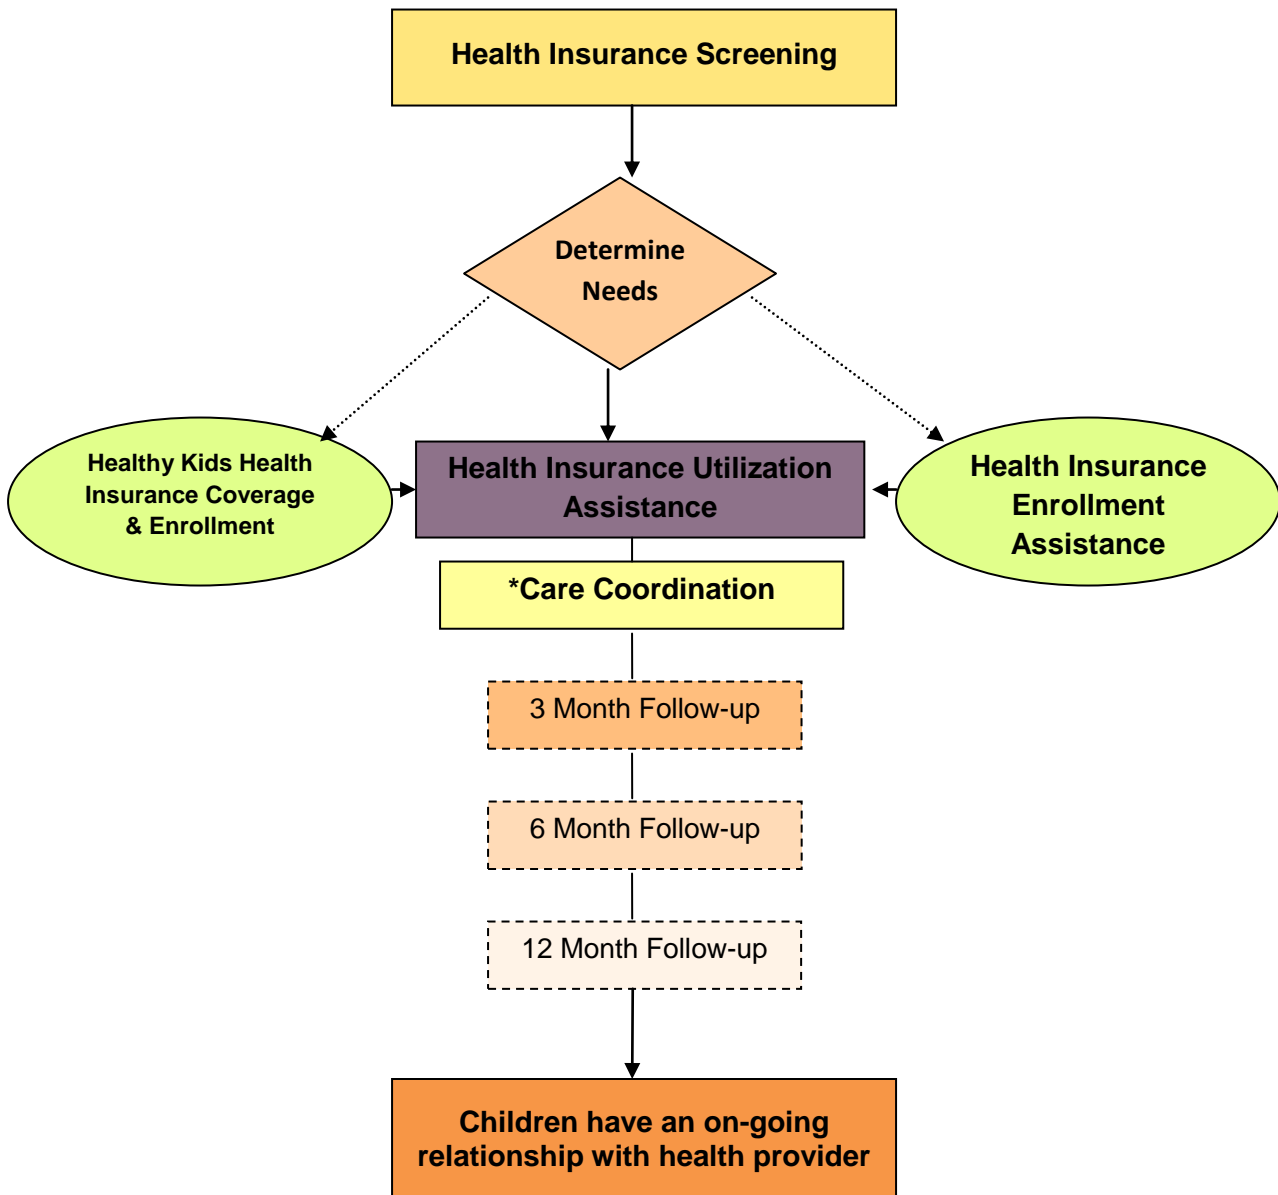 Health Insurance Screening
Determine
Needs
Healthy Kids Health
Insurance Coverage
& Enrollment
Health Insurance Utilization
Assistance
Health Insurance
Enrollment
Assistance
*Care Coordination
3 Month Follow-up
6 Month Follow-up
12 Month Follow-up
Children have an on-going
relationship with health provider